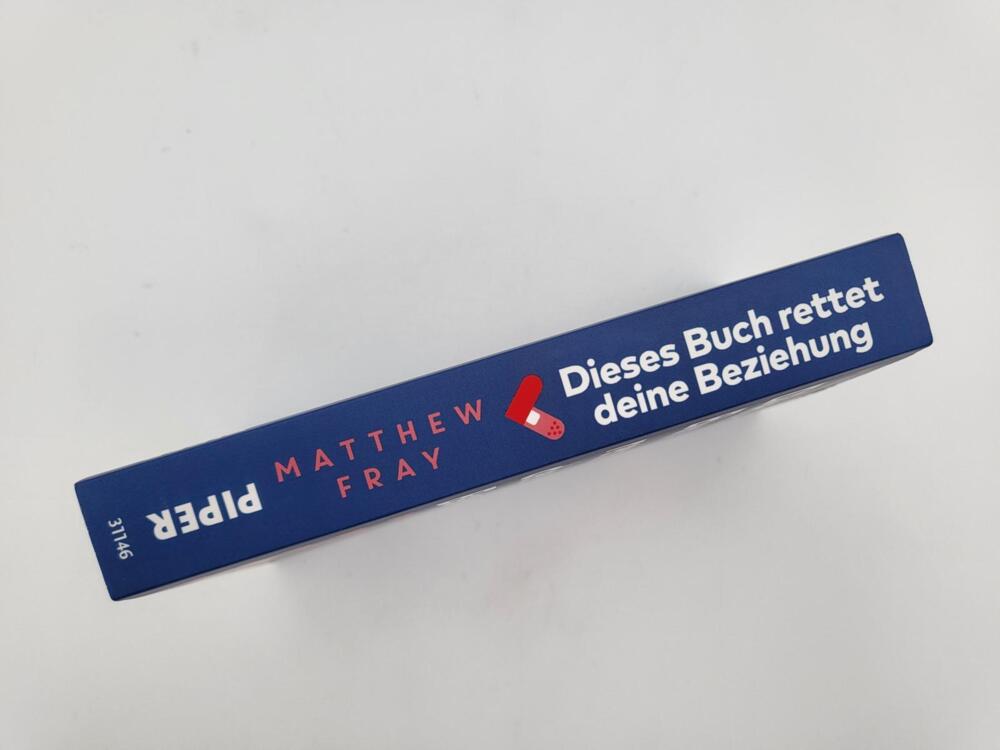 31146
PIPER
MATTHEW
FRAY
Dieses Buch rettet
deine Beziehung